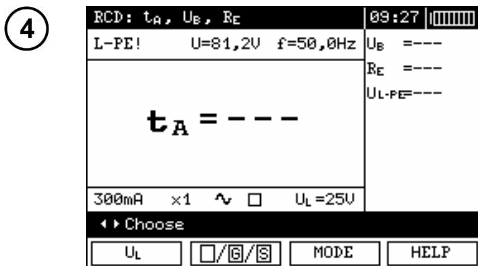 4
RCD: tA, UB, RE 09:27
L-PE! U=81,2V f=50,0Hz
UB =---
RE =---
UL-PE=---
tA = - - -
300mA x1 UL=25V
Choose
UL □/G/S MODE HELP